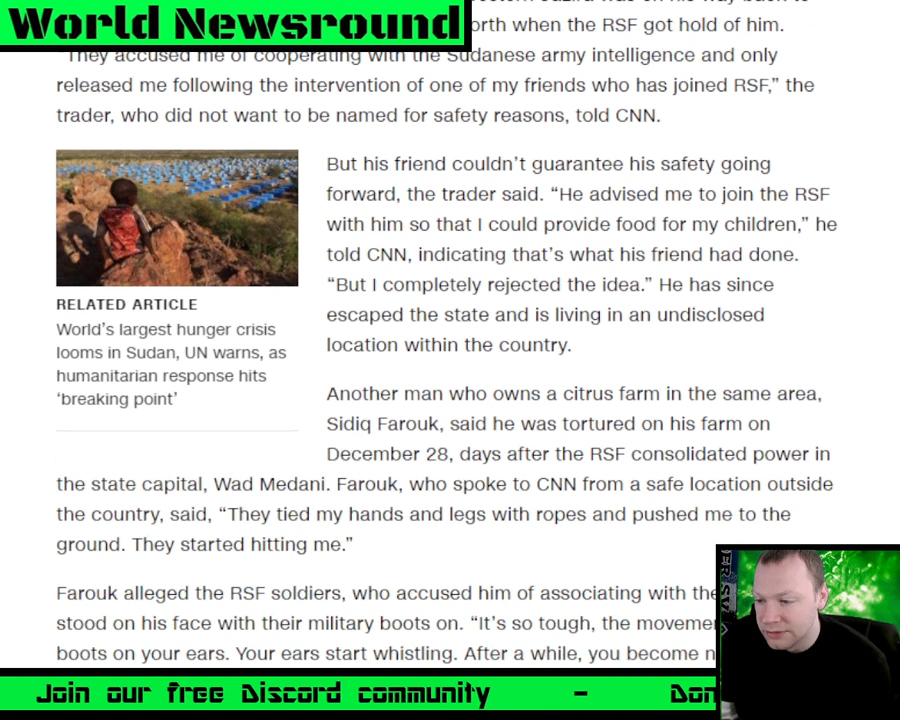 World Newsround
orth when the RSF got hold of him.
"They accused me of cooperating with the Sudanese army intelligence and only
released me following the intervention of one of my friends who has joined RSF,” the
trader, who did not want to be named for safety reasons, told CNN.
But his friend couldn’t guarantee his safety going
forward, the trader said. “He advised me to join the RSF
with him so that I could provide food for my children,” he
told CNN, indicating that’s what his friend had done.
“But I completely rejected the idea.” He has since
escaped the state and is living in an undisclosed
location within the country.
RELATED ARTICLE
World’s largest hunger crisis
looms in Sudan, UN warns, as
humanitarian response hits
‘breaking point’
Another man who owns a citrus farm in the same area,
Sidiq Farouk, said he was tortured on his farm on
December 28, days after the RSF consolidated power in
the state capital, Wad Medani. Farouk, who spoke to CNN from a safe location outside
the country, said, “They tied my hands and legs with ropes and pushed me to the
ground. They started hitting me.”
Farouk alleged the RSF soldiers, who accused him of associating with the
stood on his face with their military boots on. “It’s so tough, the movemen
boots on your ears. Your ears start whistling. After a while, you become n
Join our free Discord community - Don